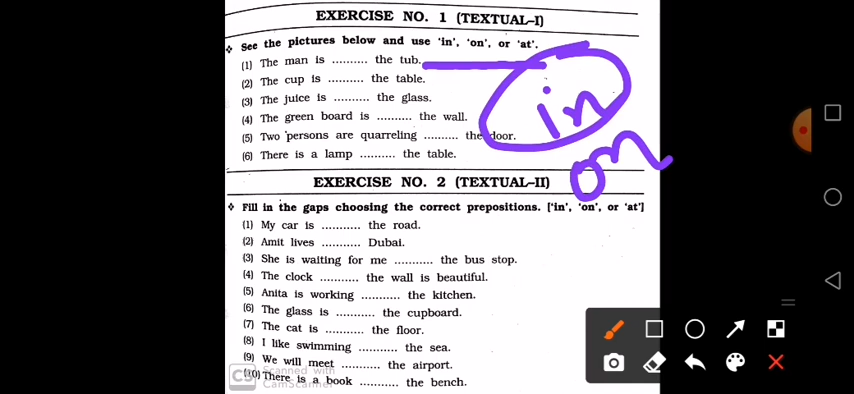 EXERCISE NO. 1 (TEXTUAL-I)
❖ See the pictures below and use 'in', 'on', or 'at'.
(1) The man is .......... the tub.
(2) The cup is .......... the table.
(3) The juice is .......... the glass.
(4) The green board is .......... the wall.
(5) Two persons are quarreling .......... the door.
(6) There is a lamp .......... the table.
in
on
EXERCISE NO. 2 (TEXTUAL-II)
❖ Fill in the gaps choosing the correct prepositions. ['in', 'on', or 'at']
(1) My car is ........... the road.
(2) Amit lives ........... Dubai.
(3) She is waiting for me ........... the bus stop.
(4) The clock ........... the wall is beautiful.
(5) Anita is working ........... the kitchen.
(6) The glass is ........... the cupboard.
(7) The cat is ........... the floor.
(8) I like swimming ........... the sea.
(9) We will meet ........... the airport.
(10) There is a book ........... the bench.
CS Scanned with
CamScanner